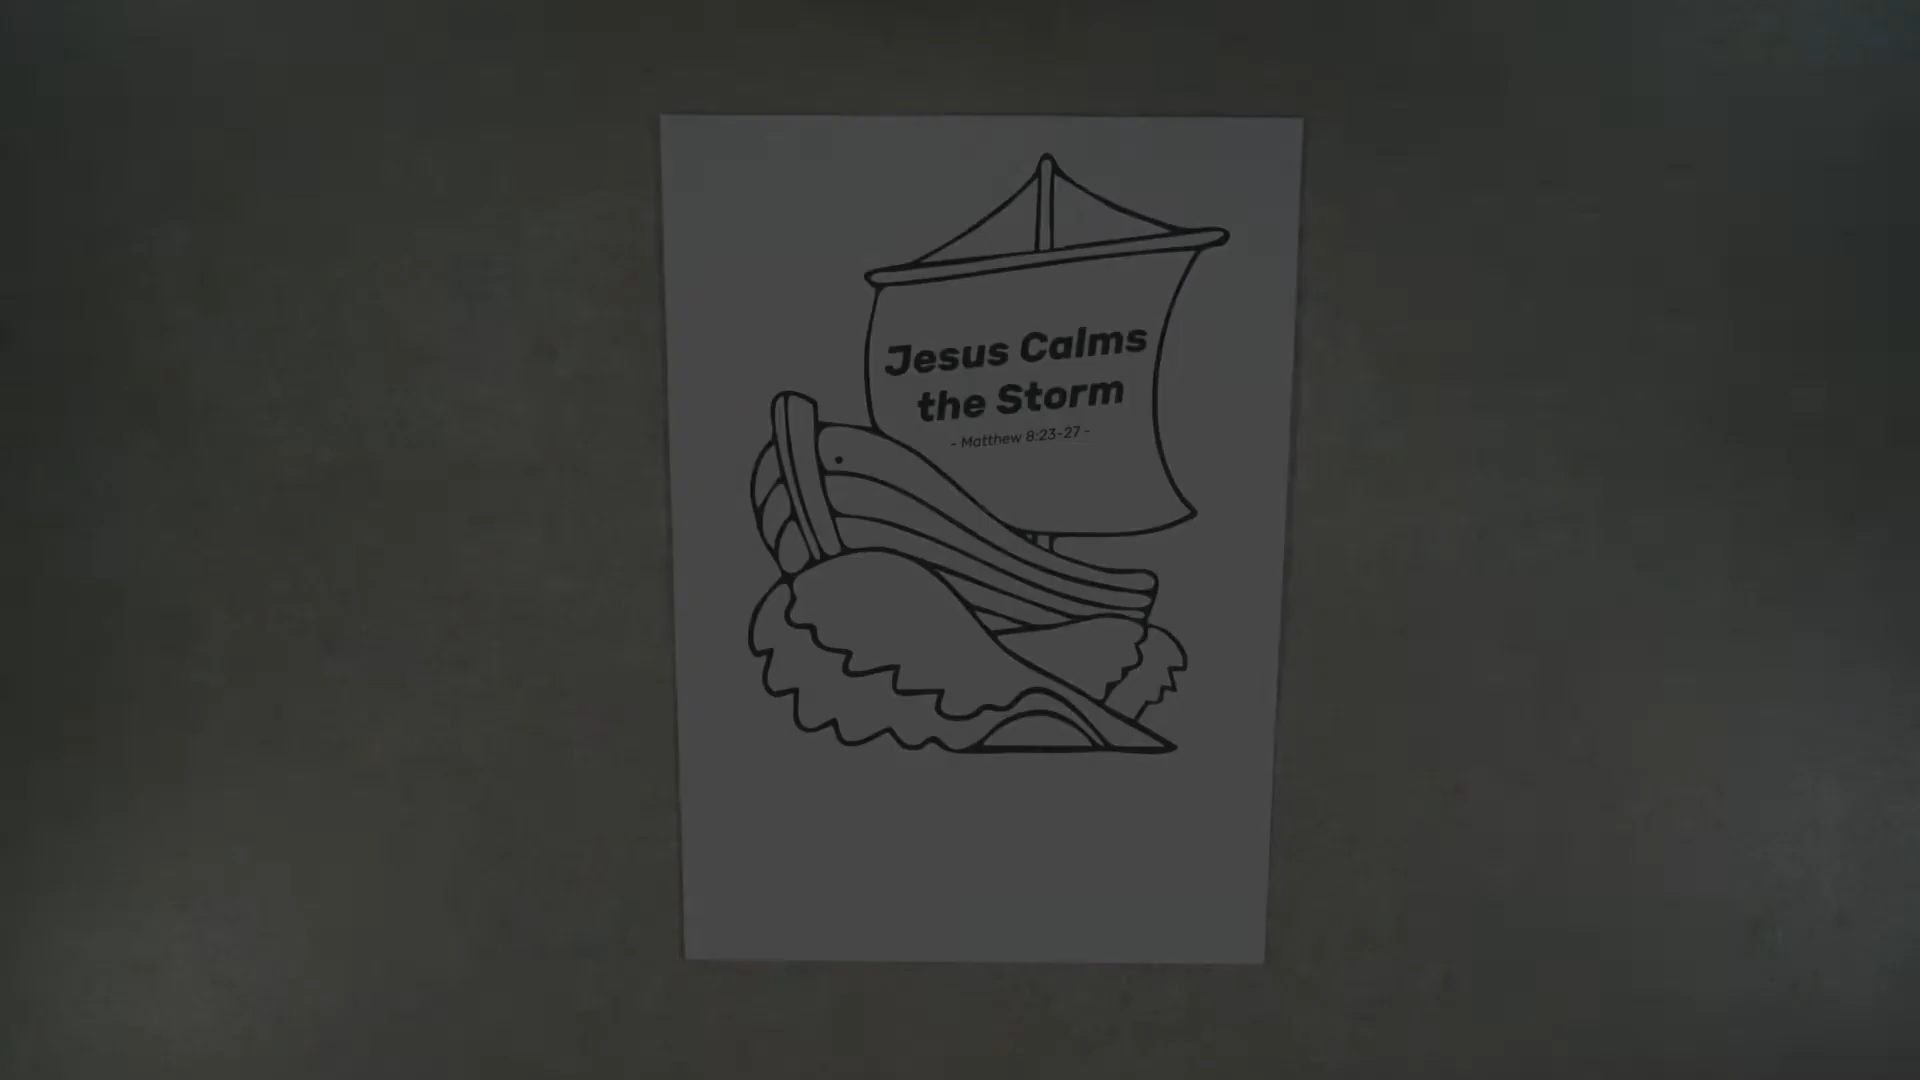 Jesus Calms
the Storm
- Matthew 8:23-27 -